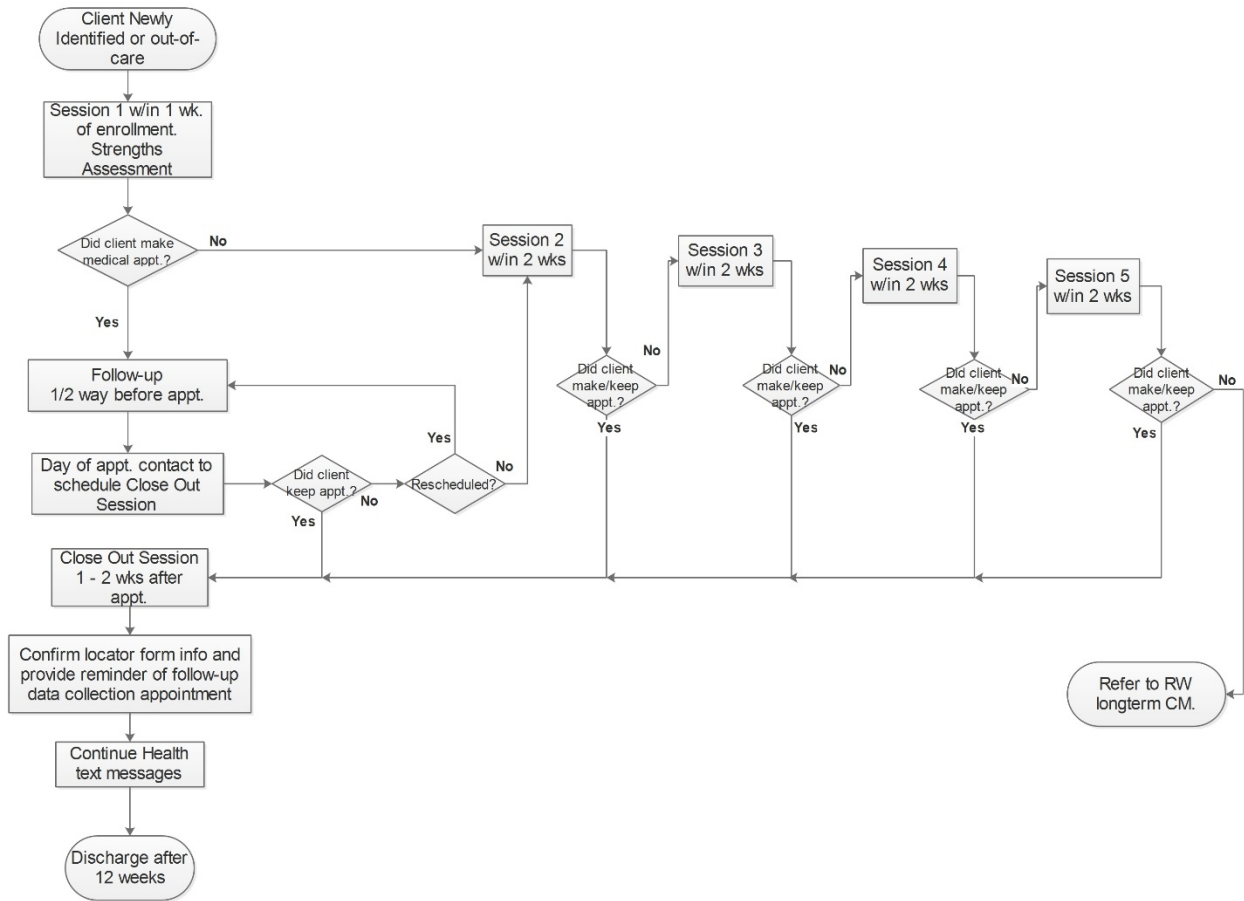 Client Newly
Identified or out-of-
care
Session 1 w/in 1 wk.
of enrollment.
Strengths
Assessment
Did client make
medical appt.?
No
Yes
Session 2
w/in 2 wks
Session 3
w/in 2 wks
Session 4
w/in 2 wks
Session 5
w/in 2 wks
Did client
make/keep
appt.?
No
Yes
Did client
make/keep
appt.?
No
Yes
Did client
make/keep
appt.?
No
Yes
Did client
make/keep
appt.?
No
Yes
Follow-up
1/2 way before appt.
Day of appt. contact to
schedule Close Out
Session
Did client
keep appt.?
No
Yes
Rescheduled?
Yes
No
Close Out Session
1 - 2 wks after
appt.
Confirm locator form info and
provide reminder of follow-up
data collection appointment
Continue Health
text messages
Discharge after
12 weeks
Refer to RW
longterm CM.